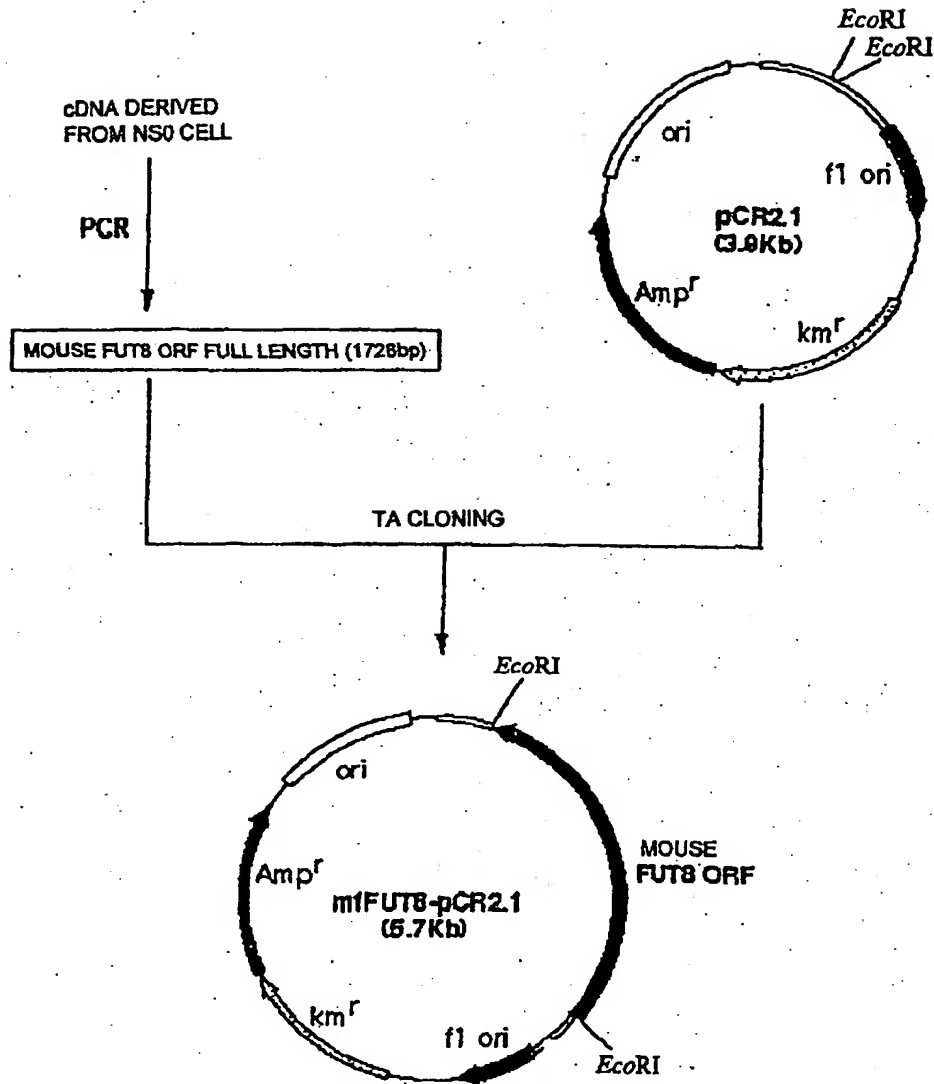 EcoRI
EcoRI
cDNA DERIVED
FROM NS0 CELL
ori
f1 ori
PCR
pCR2.1
(3.9Kb)
Ampr
kmr
MOUSE FUT8 ORF FULL LENGTH (1728bp)
TA CLONING
EcoRI
ori
MOUSE
FUT8 ORF
Ampr
mfFUT8-pCR2.1
(5.7Kb)
kmr
f1 ori
EcoRI